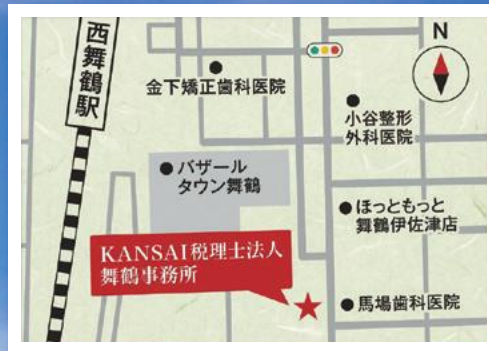 西舞鶴駅
N
金下矯正歯科医院
小谷整形
外科医院
バザール
タウン舞鶴
ほっともっと
舞鶴伊佐津店
KANSAI税理士法人
舞鶴事務所
馬場歯科医院